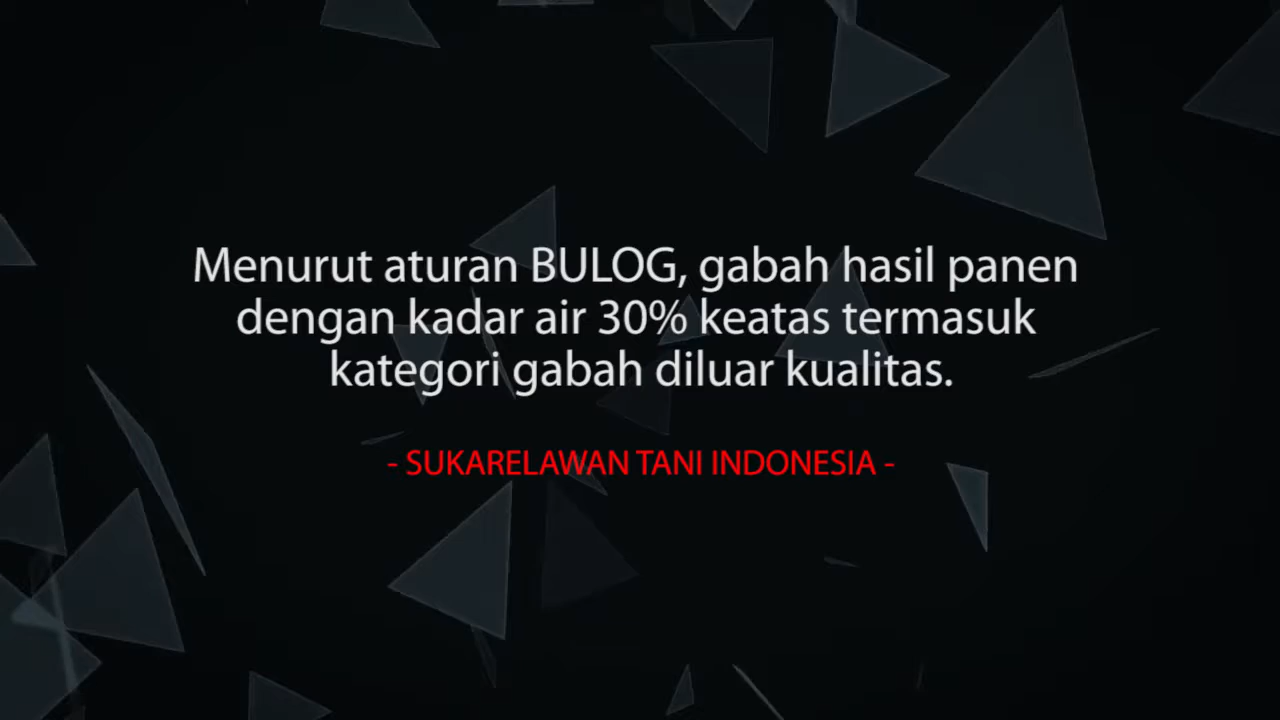 Menurut aturan BULOG, gabah hasil panen
dengan kadar air 30% keatas termasuk
kategori gabah diluar kualitas.
- SUKARELAWAN TANI INDONESIA -